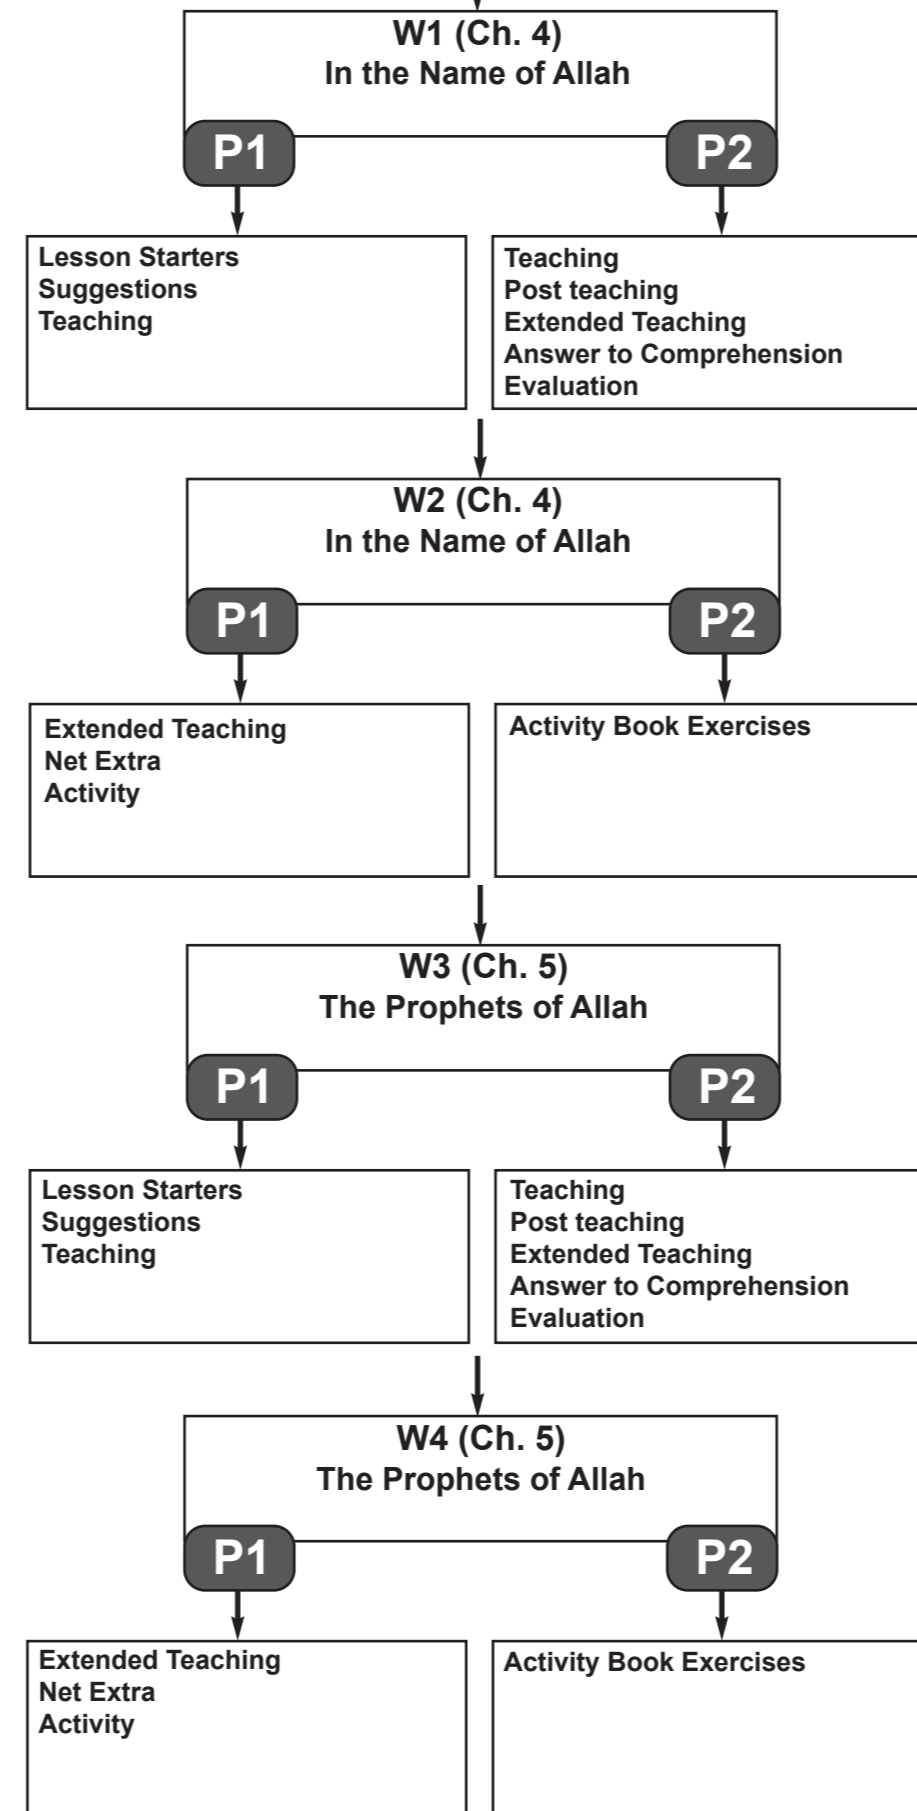 W1 (Ch. 4)
In the Name of Allah
P1
P2
Lesson Starters
Suggestions
Teaching
Teaching
Post teaching
Extended Teaching
Answer to Comprehension
Evaluation
W2 (Ch. 4)
In the Name of Allah
P1
P2
Extended Teaching
Net Extra
Activity
Activity Book Exercises
W3 (Ch. 5)
The Prophets of Allah
P1
P2
Lesson Starters
Suggestions
Teaching
Teaching
Post teaching
Extended Teaching
Answer to Comprehension
Evaluation
W4 (Ch. 5)
The Prophets of Allah
P1
P2
Extended Teaching
Net Extra
Activity
Activity Book Exercises